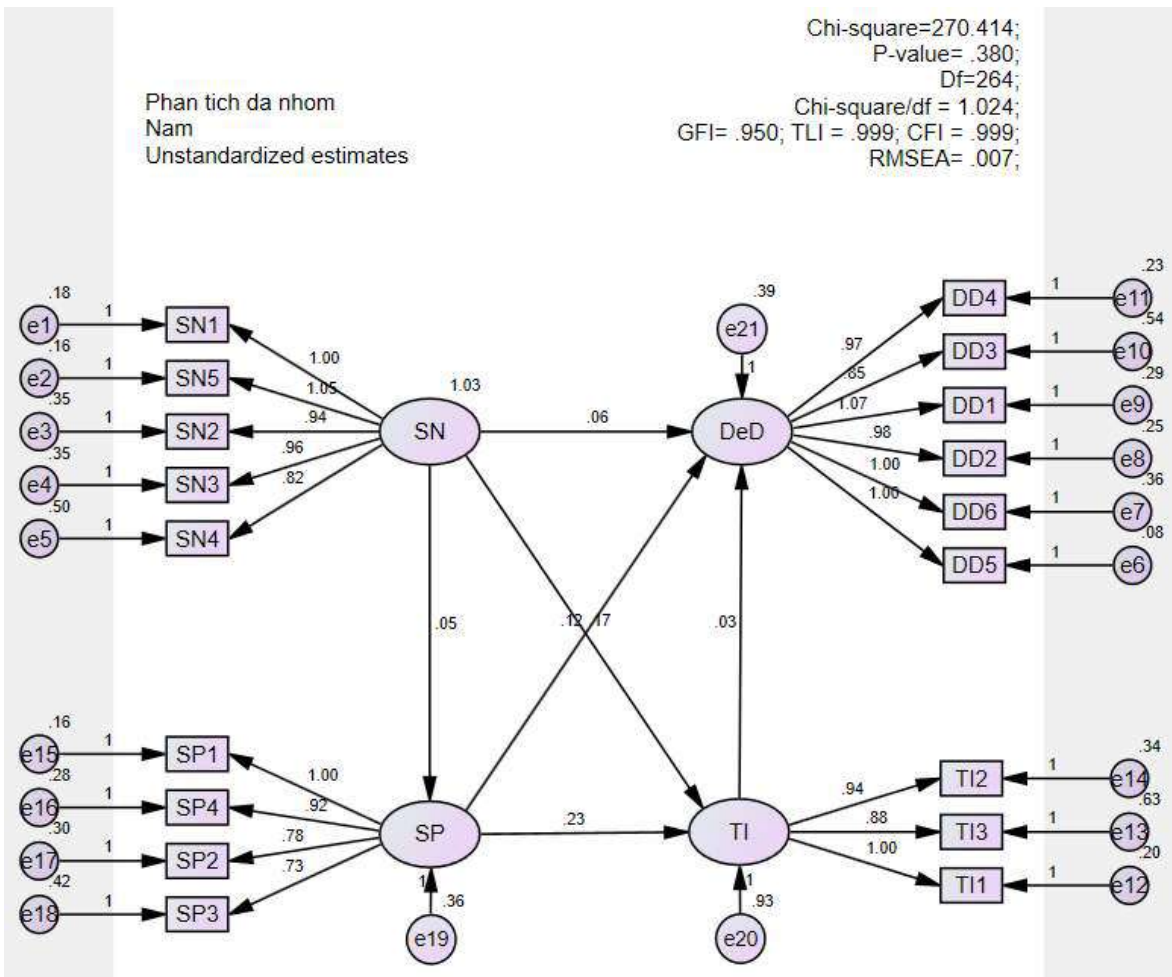 Chi-square=270.414;
P-value= .380;
Df=264;
Chi-square/df = 1.024;
GFI= .950; TLI = .999; CFI = .999;
RMSEA= .007;
Phan tich da nhom
Nam
Unstandardized estimates
.18
e1 1 SN1
.16
e2 1 SN5
.35
e3 1 SN2
.35
e4 1 SN3
.50
e5 1 SN4
1.00
1.05
.94
.96
.82
1.03
SN
.06
.39
e21
1
DeD
.97
.85
1.07
.98
1.00
1.00
.23
DD4 1 e11
.54
DD3 1 e10
.29
DD1 1 e9
.25
DD2 1 e8
.36
DD6 1 e7
.08
DD5 1 e6
.05
.12 .17
.03
.16
e15 1 SP1
.28
e16 1 SP4
.30
e17 1 SP2
.42
e18 1 SP3
1.00
.92
.78
.73
SP
.23
TI
.94
.88
1.00
.34
TI2 1 e14
.63
TI3 1 e13
.20
TI1 1 e12
1 .36
e19
1 .93
e20